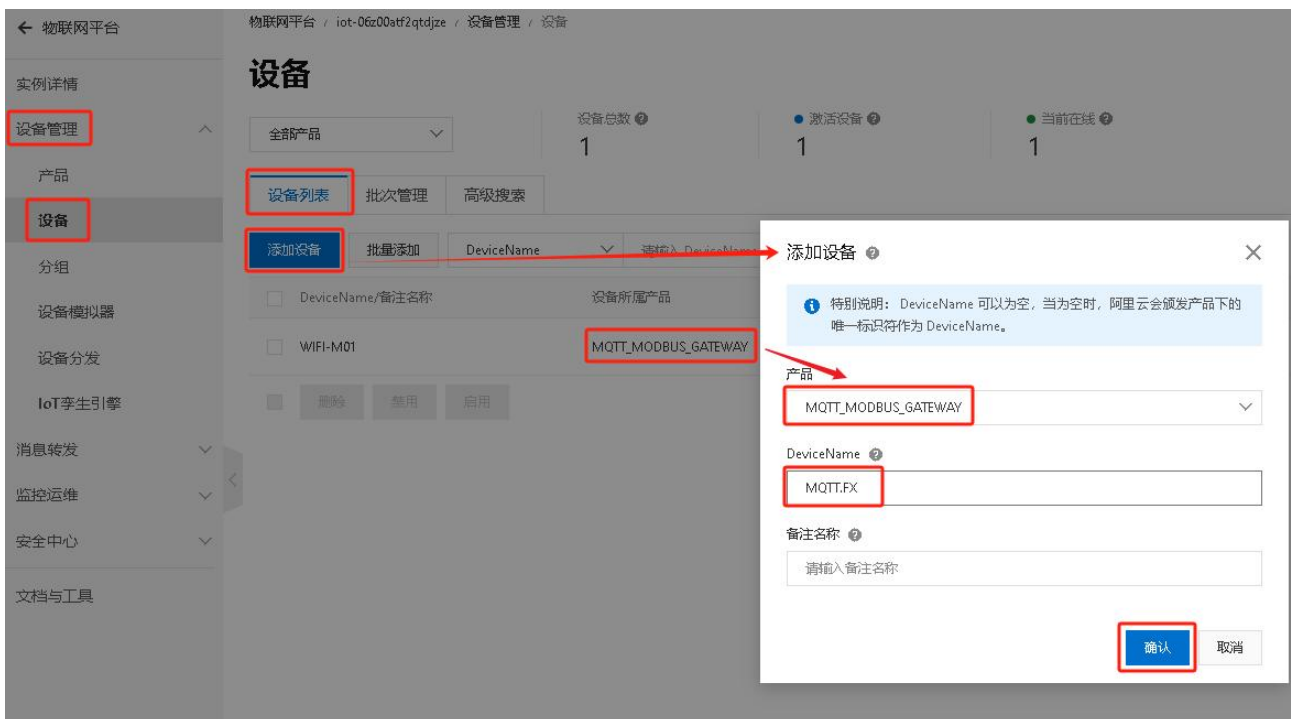 物联网平台
实例详情
设备管理
产品
设备
分组
设备模拟器
设备分发
IoT孪生引擎
消息转发
监控运维
安全中心
文档与工具
物联网平台 / iot-06z00atf2qtdjze / 设备管理 / 设备
设备
全部产品
设备总数
1
激活设备
1
当前在线
1
设备列表 批次管理 高级搜索
添加设备 批量添加 DeviceName 请输入 DeviceName
DeviceName/备注名称 设备所属产品
WIFI-M01 MQTT_MODBUS_GATEWAY
删除 禁用 启用
添加设备
特别说明： DeviceName 可以为空，当为空时，阿里云会颁发产品下的
唯一标识符作为 DeviceName。
产品
MQTT_MODBUS_GATEWAY
DeviceName
MQTT.FX
备注名称
请输入备注名称
确认 取消